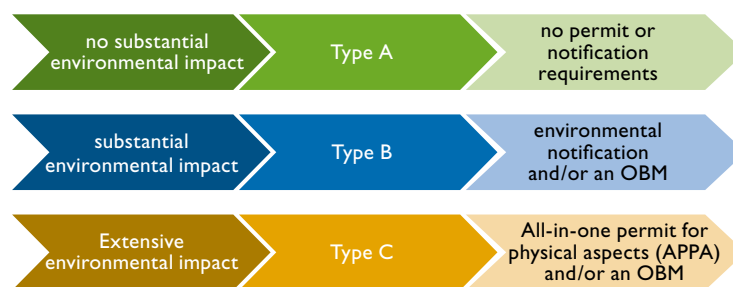 no substantial
environmental impact
Type A
no permit or
notification
requirements
substantial
environmental impact
Type B
environmental
notification
and/or an OBM
Extensive
environmental impact
Type C
All-in-one permit for
physical aspects (APPA)
and/or an OBM